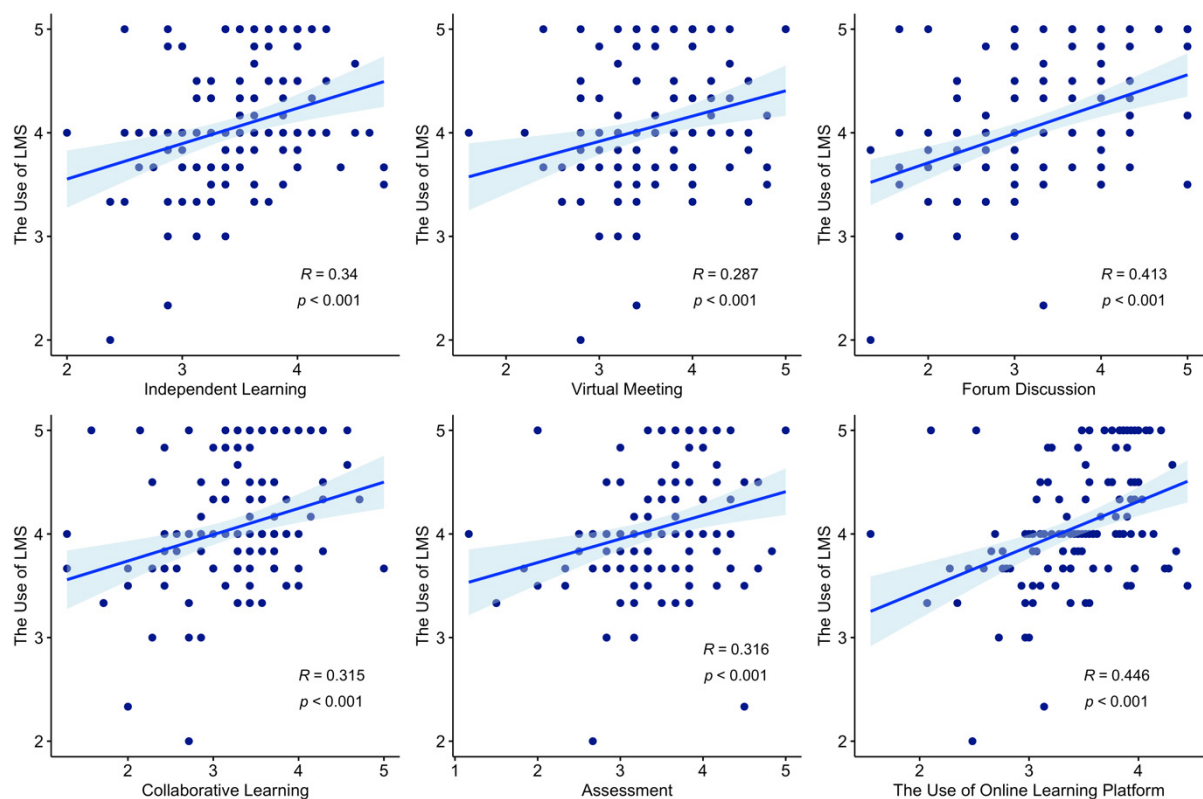 The Use of LMS
5
4
3
2
R = 0.34
p < 0.001
2 3 4
Independent Learning
The Use of LMS
5
4
3
2
R = 0.287
p < 0.001
2 3 4 5
Virtual Meeting
The Use of LMS
5
4
3
2
R = 0.413
p < 0.001
2 3 4 5
Forum Discussion
The Use of LMS
5
4
3
2
R = 0.315
p < 0.001
2 3 4 5
Collaborative Learning
The Use of LMS
5
4
3
2
R = 0.316
p < 0.001
1 2 3 4 5
Assessment
The Use of LMS
5
4
3
2
R = 0.446
p < 0.001
2 3 4
The Use of Online Learning Platform